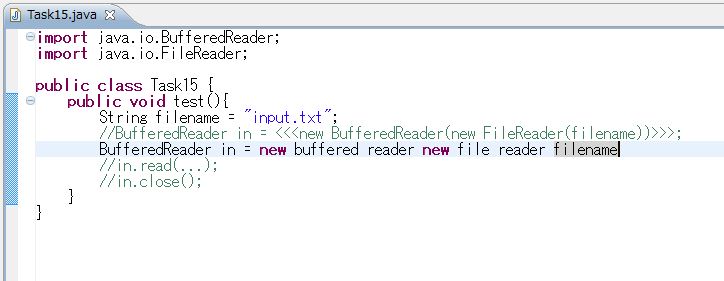 Task15.java
import java.io.BufferedReader;
import java.io.FileReader;
public class Task15 {
public void test(){
String filename = "input.txt";
//BufferedReader in = <<<new BufferedReader(new FileReader(filename))>>>;
BufferedReader in = new buffered reader new file reader filename
//in.read(...);
//in.close();
}
}